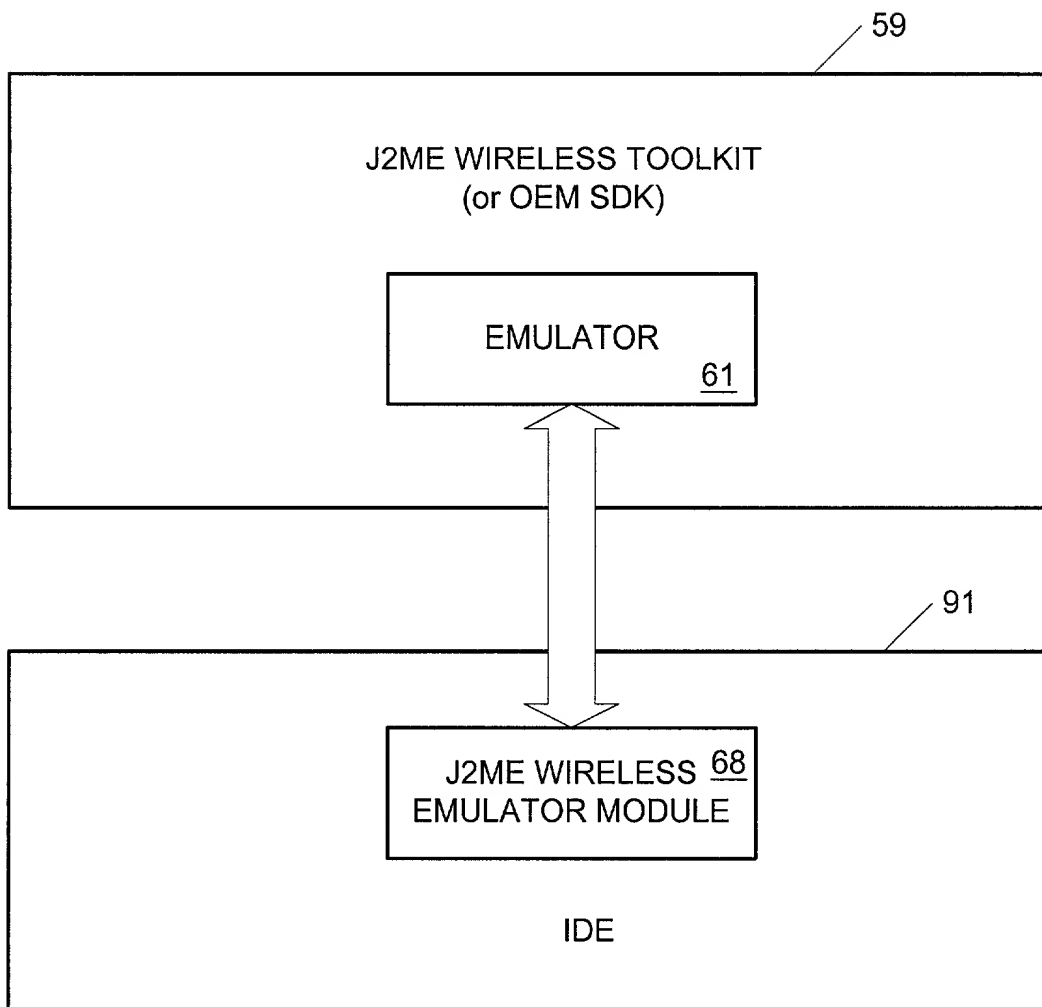 59
J2ME WIRELESS TOOLKIT
(or OEM SDK)
EMULATOR
61
91
J2ME WIRELESS 68
EMULATOR MODULE
IDE